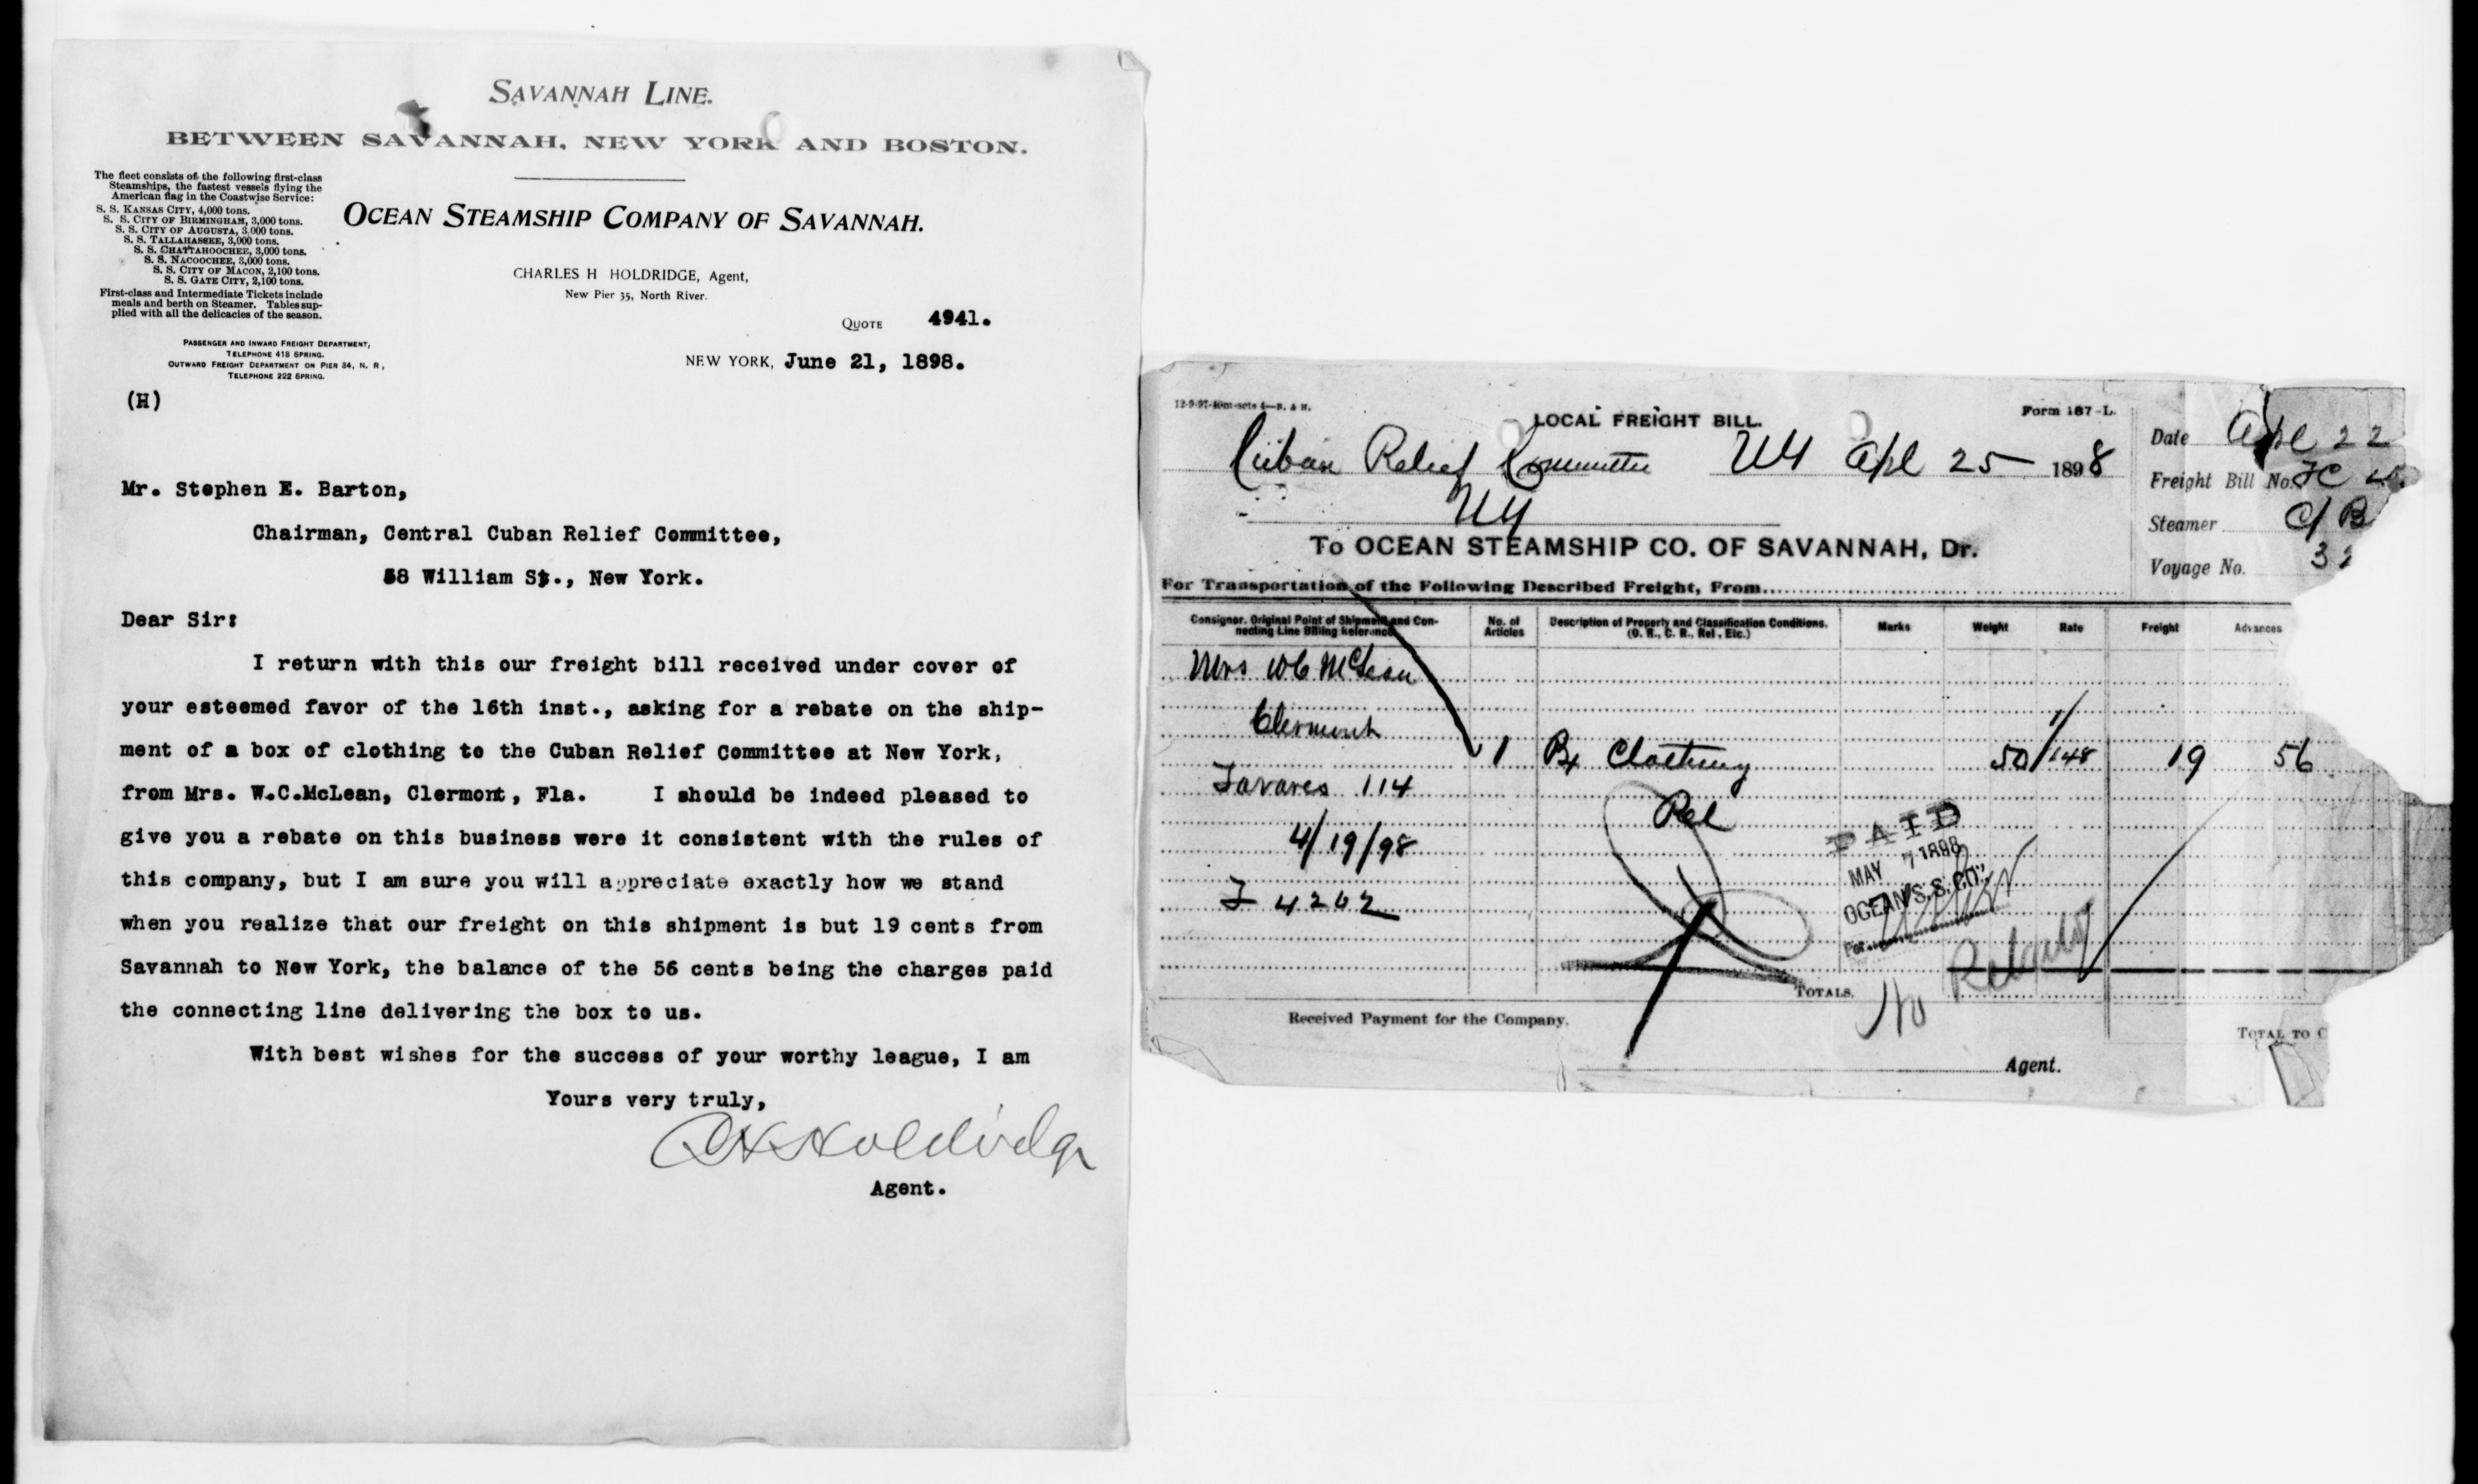 SAVANNAH LINE.
BETWEEN SAVANNAH, NEW YORK AND BOSTON.
The fleet consists of the following first-class
Steamships, the fastest vessels flying the
American flag in the Coastwise Service:
S. S. KANSAS CITY, 4,000 tons.
S. S. CITY OF BIRMINGHAM, 3,000 tons.
S. S. CITY OF AUGUSTA, 3,000 tons.
S. S. TALLAHASSEE, 3,000 tons.
S. S. CHATTAHOOCHEE, 3,000 tons.
S. S. NACOOCHEE, 3,000 tons.
S. S. CITY OF MACON, 2,100 tons.
S. S. GATE CITY, 2,100 tons.
First-class and Intermediate Tickets include
meals and berth on Steamer. Tables sup-
plied with all the delicacies of the season.
PASSENGER AND INWARD FREIGHT DEPARTMENT,
TELEPHONE 418 SPRING.
OUTWARD FREIGHT DEPARTMENT ON PIER 34, N. R,
TELEPHONE 222 SPRING.
OCEAN STEAMSHIP COMPANY OF SAVANNAH.
CHARLES H HOLDRIDGE, Agent,
New Pier 35, North River.
QUOTE 4941.
NEW YORK, June 21, 1898.
(H)
Mr. Stephen E. Barton,
Chairman, Central Cuban Relief Committee,
58 William St., New York.
Dear Sir:
I return with this our freight bill received under cover of
your esteemed favor of the 16th inst., asking for a rebate on the ship-
ment of a box of clothing to the Cuban Relief Committee at New York,
from Mrs. W.C.McLean, Clermont, Fla. I should be indeed pleased to
give you a rebate on this business were it consistent with the rules of
this company, but I am sure you will appreciate exactly how we stand
when you realize that our freight on this shipment is but 19 cents from
Savannah to New York, the balance of the 56 cents being the charges paid
the connecting line delivering the box to us.
With best wishes for the success of your worthy league, I am
Yours very truly,
C H Holdridge
Agent.
12-9-97-40m-sets 4—B. & H.
LOCAL FREIGHT BILL.
Form 187-L.
Cuban Relief Committee NY Apl 25 1898
NY
To OCEAN STEAMSHIP CO. OF SAVANNAH, Dr.
For Transportation of the Following Described Freight, From
Date Apl 22
Freight Bill No.
Steamer C/B
Voyage No. 32
Consignor, Original Point of Shipment and Con-
necting Line Billing Reference
No. of
Articles
Description of Property and Classification Conditions.
(O. R., C. R., Rel., Etc.)
Marks
Weight
Rate
Freight
Advances
Mrs W C McLean
Clermont
1 Bx Clothing 50 1/148 19 56
Tavares 114
Rel
4/19/98
4262
PAID
MAY 7 1898
OCEAN S.S. CO.,
Per
No
TOTALS.
Received Payment for the Company,
TOTAL TO C
Agent.